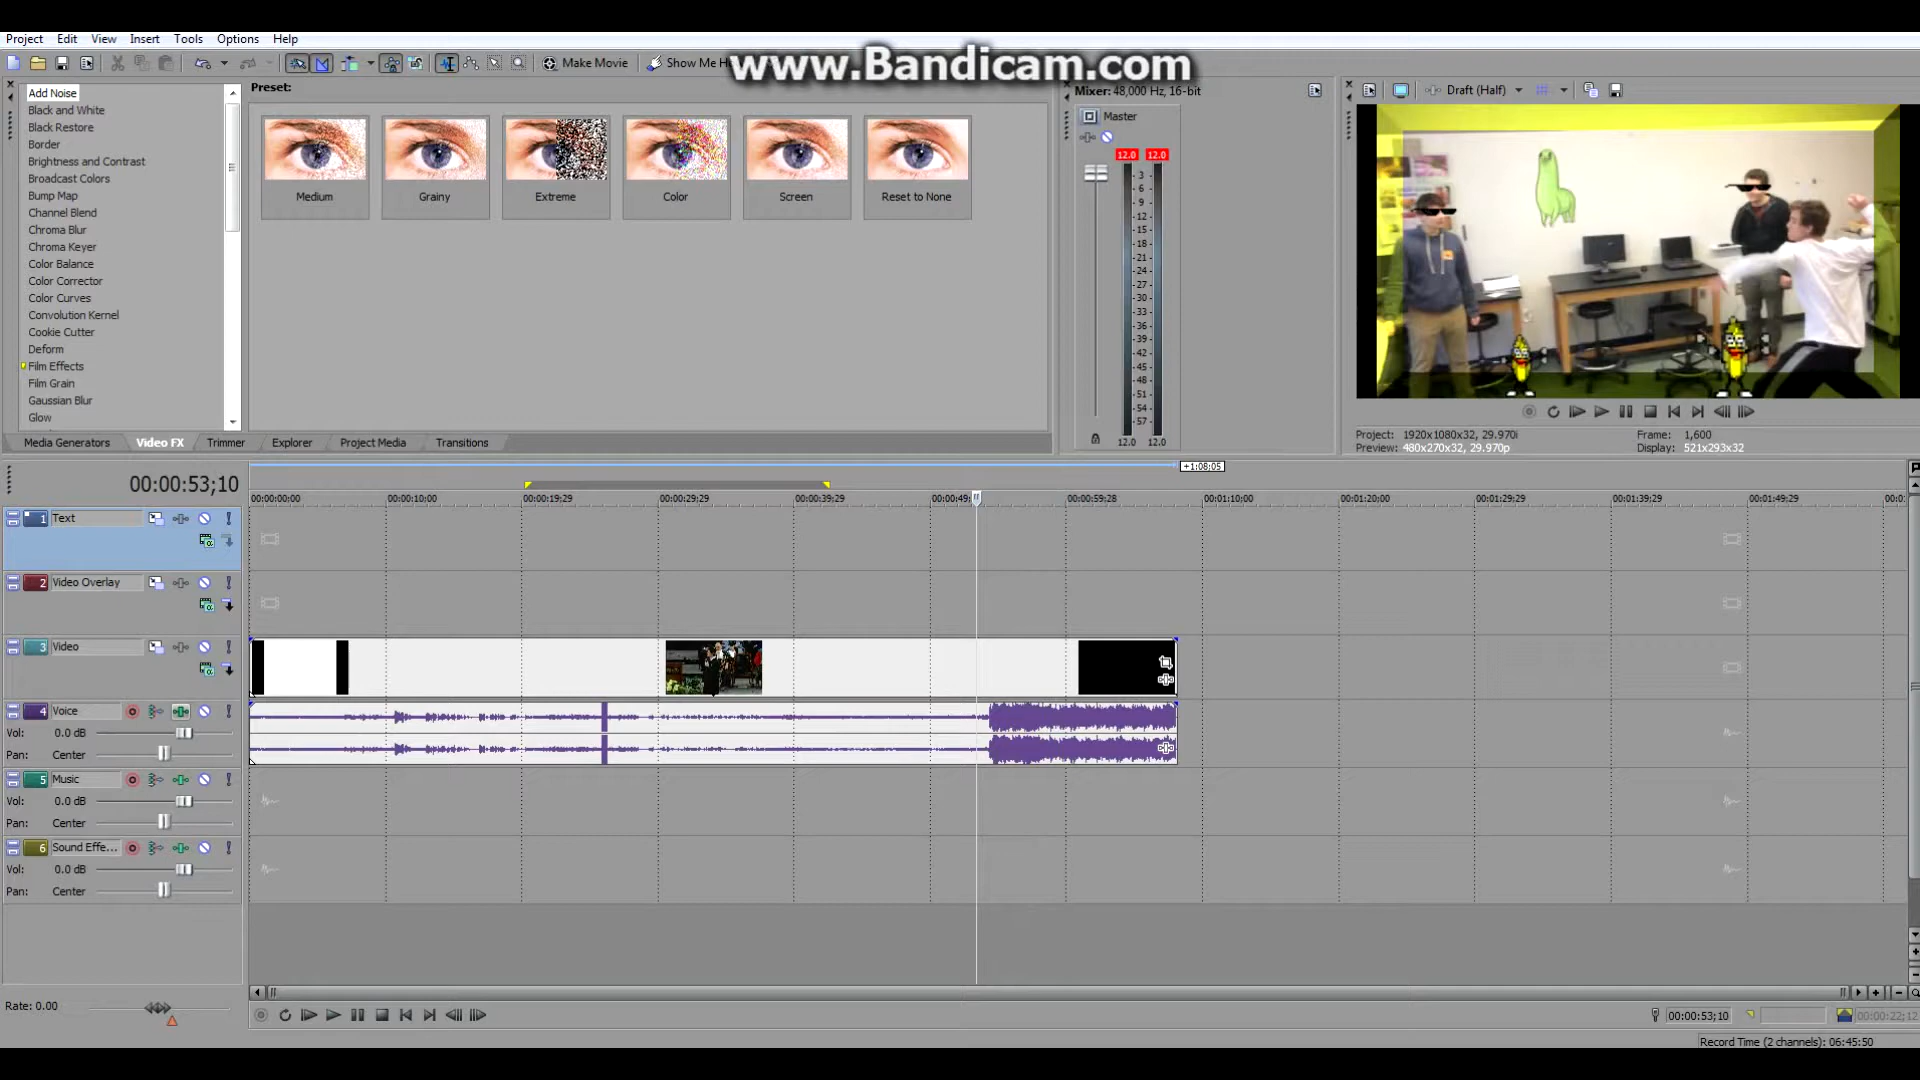 www.Bandicam.com
Project Edit View Insert Tools Options Help
Make Movie Show Me H
Preset:
Mixer: 48,000 Hz, 16-bit
Draft (Half)
Add Noise
Black and White
Black Restore
Border
Brightness and Contrast
Broadcast Colors
Bump Map
Channel Blend
Chroma Blur
Chroma Keyer
Color Balance
Color Corrector
Color Curves
Convolution Kernel
Cookie Cutter
Deform
Film Effects
Film Grain
Gaussian Blur
Glow
Medium Grainy Extreme Color Screen Reset to None
Master
12.0 12.0
- 3 -
- 6 -
- 9 -
- 12 -
- 15 -
- 18 -
- 21 -
- 24 -
- 27 -
- 30 -
- 33 -
- 36 -
- 39 -
- 42 -
- 45 -
- 48 -
- 51 -
- 54 -
- 57 -
12.0 12.0
Media Generators Video FX Trimmer Explorer Project Media Transitions
Project: 1920x1080x32, 29.970i Frame: 1,600
Preview: 480x270x32, 29.970p Display: 521x293x32
+1:08:05
00:00:53;10
00:00:00;00 00:00:10;00 00:00:19;29 00:00:29;29 00:00:39;29 00:00:49; 00:00:59;28 00:01:10;00 00:01:20;00 00:01:29;29 00:01:39;29 00:01:49;29 00:0
1 Text
2 Video Overlay
3 Video
4 Voice
Vol: 0.0 dB
Pan: Center
5 Music
Vol: 0.0 dB
Pan: Center
6 Sound Effe...
Vol: 0.0 dB
Pan: Center
Rate: 0.00
00:00:53;10 00:00:22;12
Record Time (2 channels): 06:45:50